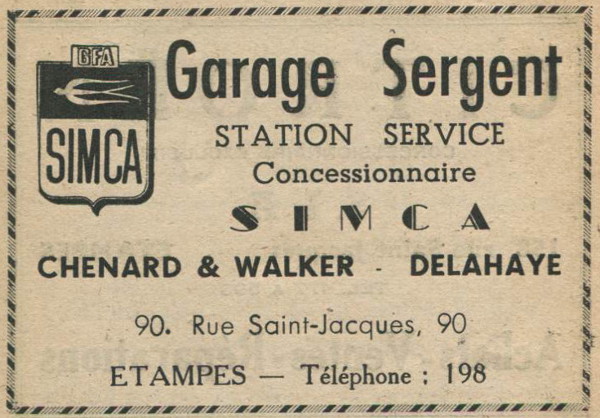 GFA
SIMCA
Garage Sergent
STATION SERVICE
Concessionnaire
SIMCA
CHENARD & WALKER - DELAHAYE
90. Rue Saint-Jacques, 90
ETAMPES — Téléphone : 198